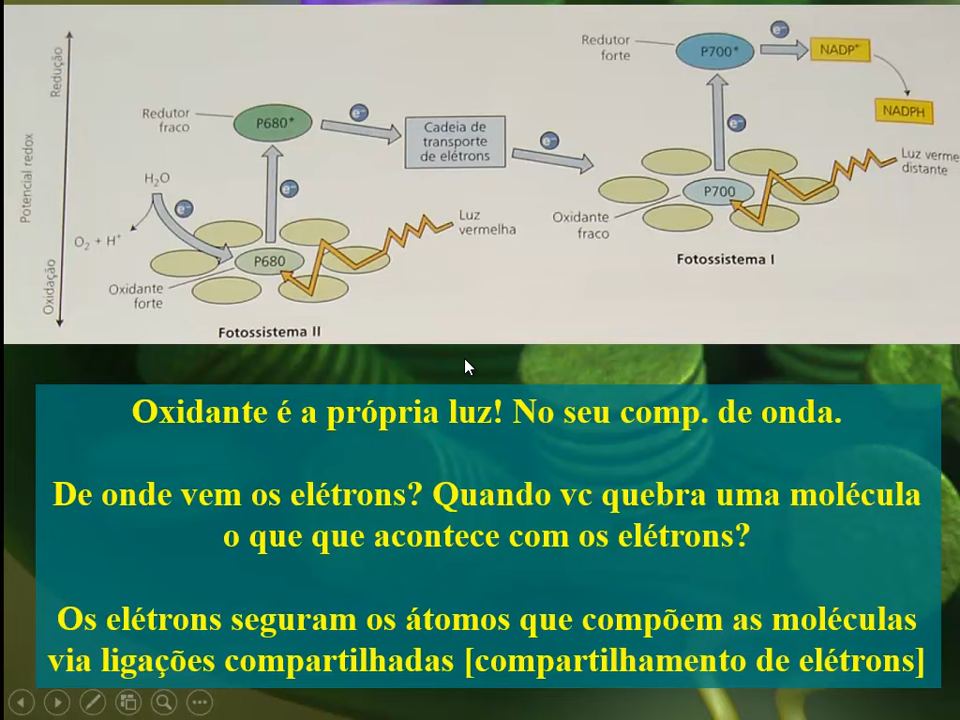 Potencial redox
Redução
Oxidação
H₂O
O₂ + H⁺
Redutor
fraco
P680*
e⁻
e⁻
e⁻
Cadeia de
transporte
de elétrons
e⁻
P680
Luz
vermelha
Oxidante
forte
Fotossistema II
Redutor
forte
P700*
e⁻
NADP⁺
NADPH
e⁻
P700
Luz verme
distante
Oxidante
fraco
Fotossistema I
Oxidante é a própria luz! No seu comp. de onda.
De onde vem os elétrons? Quando vc quebra uma molécula
o que que acontece com os elétrons?
Os elétrons seguram os átomos que compõem as moléculas
via ligações compartilhadas [compartilhamento de elétrons]